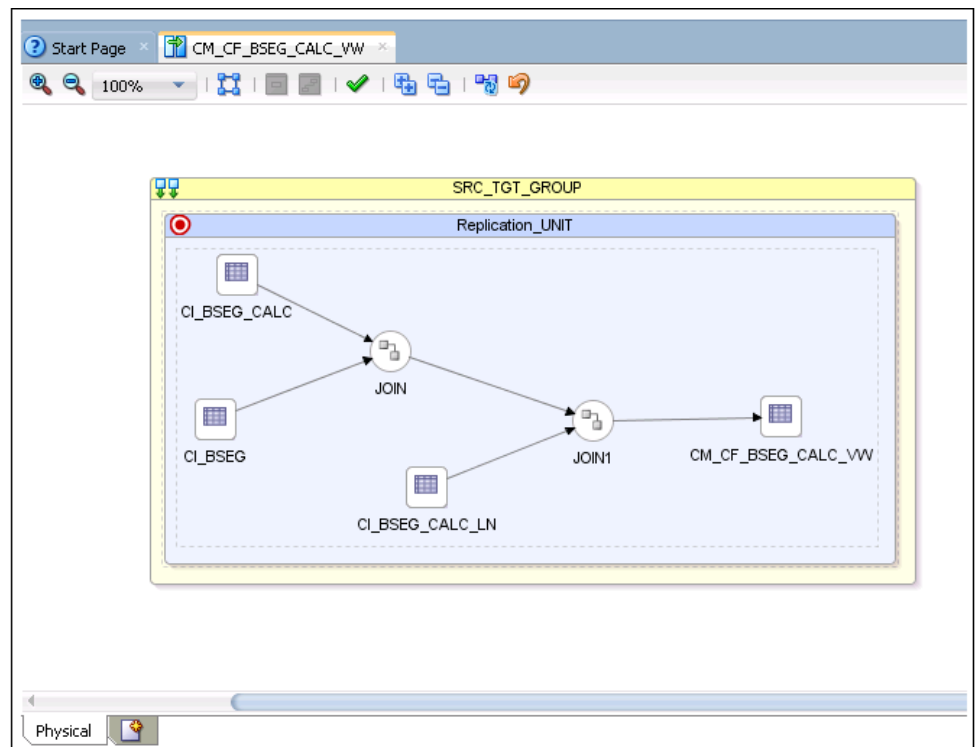 Start Page
CM_CF_BSEG_CALC_VW
100%
SRC_TGT_GROUP
Replication_UNIT
CI_BSEG_CALC
JOIN
CI_BSEG
JOIN1
CM_CF_BSEG_CALC_VW
CI_BSEG_CALC_LN
Physical